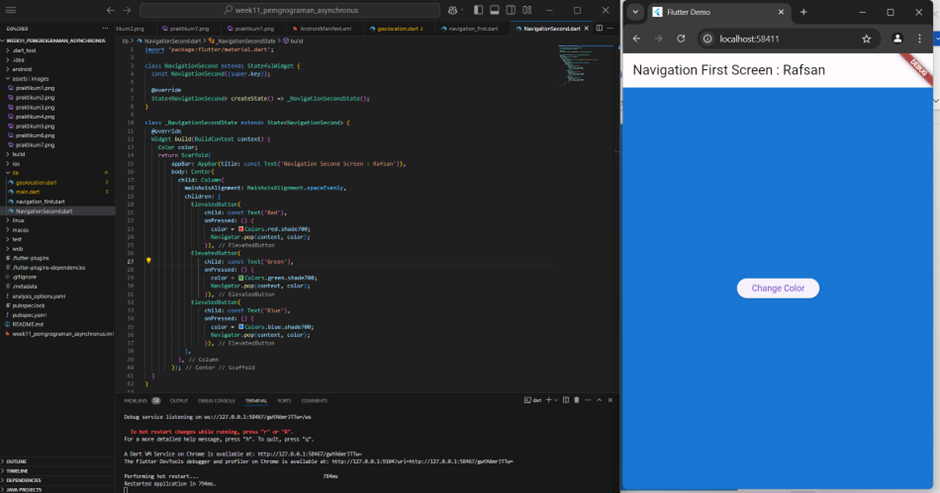 week11_pemgrograman_asynchronus
EXPLORER
WEEK11_PEMGROGRAMAN_ASYNCHRONUS
.dart_tool
.idea
android
assets\images
praktikum1.png
praktikum2.png
praktikum3.png
praktikum4.png
praktikum5.png
praktikum6.png
praktikum7.png
build
ios
lib
geolocation.dart 2
main.dart 2
navigation_first.dart
NavigationSecond.dart
linux
macos
test
web
.flutter-plugins
.flutter-plugins-dependencies
.gitignore
.metadata
analysis_options.yaml
pubspec.lock
pubspec.yaml
README.md
week11_pemgrograman_asynchronus.iml
OUTLINE
TIMELINE
DEPENDENCIES
JAVA PROJECTS
praktikum7.png
praktikum7.png
AndroidManifest.xml
geolocation.dart 2
navigation_first.dart
NavigationSecond.dart
lib > NavigationSecond.dart > _NavigationSecondState > build
1 import 'package:flutter/material.dart';
2
3 class NavigationSecond extends StatefulWidget {
4 const NavigationSecond({super.key});
5
6 @override
7 State<NavigationSecond> createState() => _NavigationSecondState();
8 }
9
10 class _NavigationSecondState extends State<NavigationSecond> {
11 @override
12 Widget build(BuildContext context) {
13 Color color;
14 return Scaffold(
15 appBar: AppBar(title: const Text('Navigation Second Screen : Rafsan')),
16 body: Center(
17 child: Column(
18 mainAxisAlignment: MainAxisAlignment.spaceEvenly,
19 children: [
20 ElevatedButton(
21 child: const Text('Red'),
22 onPressed: () {
23 color = Colors.red.shade700;
24 Navigator.pop(context, color);
25 }), // ElevatedButton
26 ElevatedButton(
27 child: const Text('Green'),
28 onPressed: () {
29 color = Colors.green.shade700;
30 Navigator.pop(context, color);
31 }), // ElevatedButton
32 ElevatedButton(
33 child: const Text('Blue'),
34 onPressed: () {
35 color = Colors.blue.shade700;
36 Navigator.pop(context, color);
37 }), // ElevatedButton
38 ],
39 ), // Column
40 )); // Center // Scaffold
41 }
42 }
PROBLEMS OUTPUT DEBUG CONSOLE TERMINAL PORTS COMMENTS
dart
Debug service listening on ws://127.0.0.1:58467/gwYA6mrJTTw=/ws
To hot restart changes while running, press "r" or "R".
For a more detailed help message, press "h". To quit, press "q".
A Dart VM Service on Chrome is available at: http://127.0.0.1:58467/gwYA6mrJTTw=
The Flutter DevTools debugger and profiler on Chrome is available at: http://127.0.0.1:9104?uri=http://127.0.0.1:58467/gwYA6mrJTTw=
Performing hot restart... 784ms
Restarted application in 794ms.
Flutter Demo
localhost:58411
Navigation First Screen : Rafsan
DEBUG
Change Color